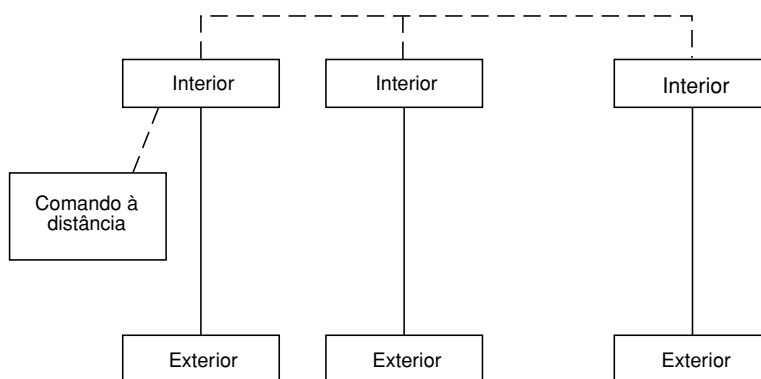 Interior
Interior
Interior
Comando à
distância
Exterior
Exterior
Exterior